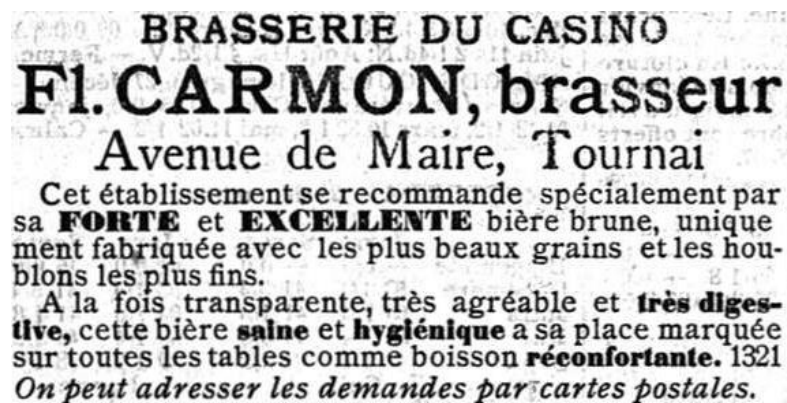 BRASSERIE DU CASINO
Fl. CARMON, brasseur
Avenue de Maire, Tournai
Cet établissement se recommande spécialement par
sa FORTE et EXCELLENTE bière brune, unique
ment fabriquée avec les plus beaux grains et les hou-
blons les plus fins.
A la fois transparente, très agréable et très diges-
tive, cette bière saine et hygiénique a sa place marquée
sur toutes les tables comme boisson réconfortante. 1321
On peut adresser les demandes par cartes postales.